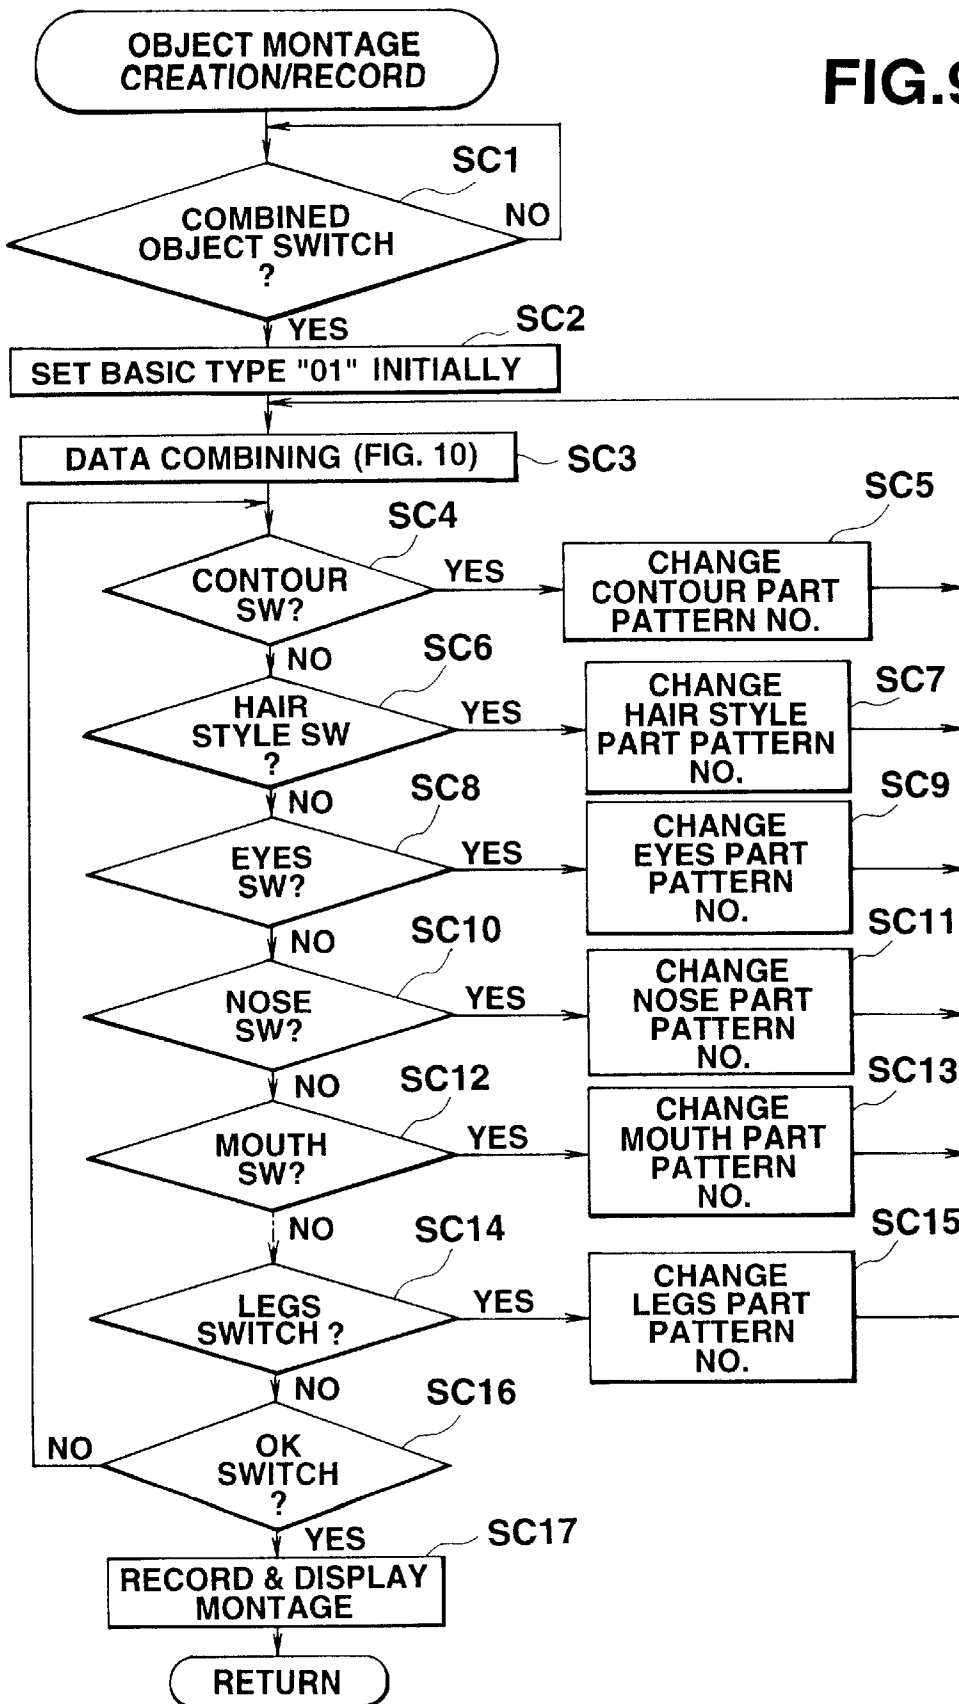 OBJECT MONTAGE
CREATION/RECORD
FIG.9
SC1
COMBINED
OBJECT SWITCH
?
NO
YES
SC2
SET BASIC TYPE "01" INITIALLY
DATA COMBINING (FIG. 10)
SC3
SC4
CONTOUR
SW?
YES
SC5
CHANGE
CONTOUR PART
PATTERN NO.
NO
SC6
HAIR
STYLE SW
?
YES
SC7
CHANGE
HAIR STYLE
PART PATTERN
NO.
NO
SC8
EYES
SW?
YES
SC9
CHANGE
EYES PART
PATTERN
NO.
NO
SC10
NOSE
SW?
YES
SC11
CHANGE
NOSE PART
PATTERN
NO.
NO
SC12
MOUTH
SW?
YES
SC13
CHANGE
MOUTH PART
PATTERN
NO.
NO
SC14
LEGS
SWITCH ?
YES
SC15
CHANGE
LEGS PART
PATTERN
NO.
NO
SC16
OK
SWITCH
?
NO
YES
SC17
RECORD & DISPLAY
MONTAGE
RETURN